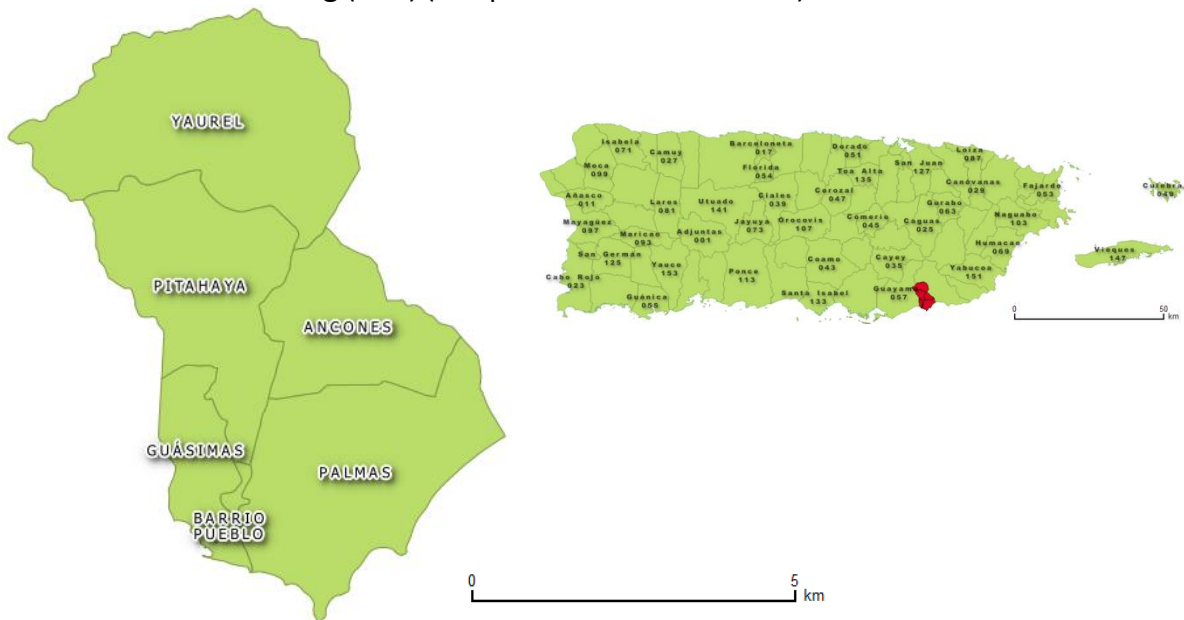 YAUREL
PITAHAYA
ANCONES
GUÁSIMAS
PALMAS
BARRIO
PUEBLO
0 5
km
Isabela
071
Camuy
027
Barceloneta
017
Dorado
051
San Juan
127
Loiza
087
Moca
099
Florida
054
Toa Alta
135
Canóvanas
029
Fajardo
053
Culebra
049
Añasco
011
Lares
081
Utuado
141
Ciales
039
Corozal
047
Gurabo
063
Naguabo
103
Mayagüez
097
Maricao
093
Adjuntas
001
Jayuya
073
Orocovis
107
Comerío
045
Caguas
025
Humacao
069
Vieques
147
San Germán
125
Yauco
153
Ponce
113
Coamo
043
Cayey
035
Yabucoa
151
Cabo Rojo
023
Guánica
055
Santa Isabel
133
Guayama
057
0 50
km